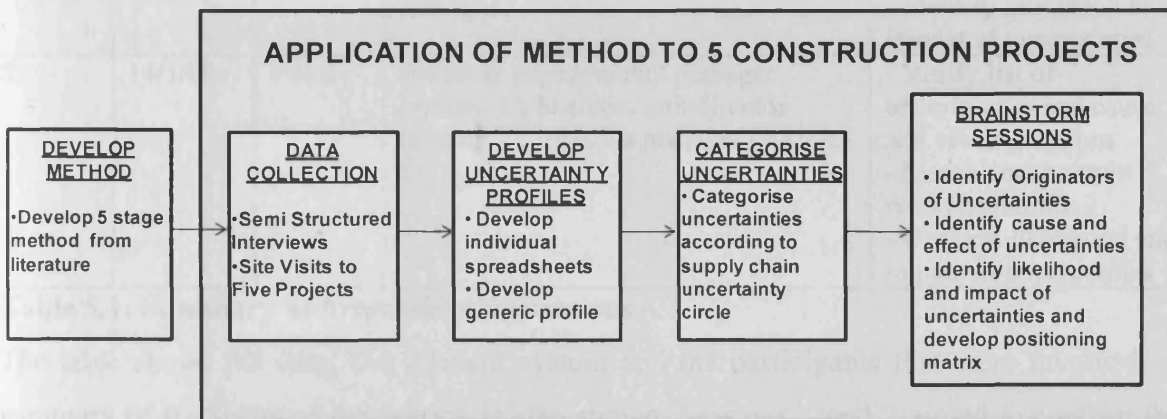 APPLICATION OF METHOD TO 5 CONSTRUCTION PROJECTS
DEVELOP
METHOD
•Develop 5 stage
method from
literature
DATA
COLLECTION
•Semi Structured
Interviews
•Site Visits to
Five Projects
DEVELOP
UNCERTAINTY
PROFILES
• Develop
individual
spreadsheets
• Develop
generic profile
CATEGORISE
UNCERTAINTIES
• Categorise
uncertainties
according to
supply chain
uncertainty
circle
BRAINSTORM
SESSIONS
• Identify Originators
of Uncertainties
• Identify cause and
effect of uncertainties
• Identify likelihood
and impact of
uncertainties and
develop positioning
matrix